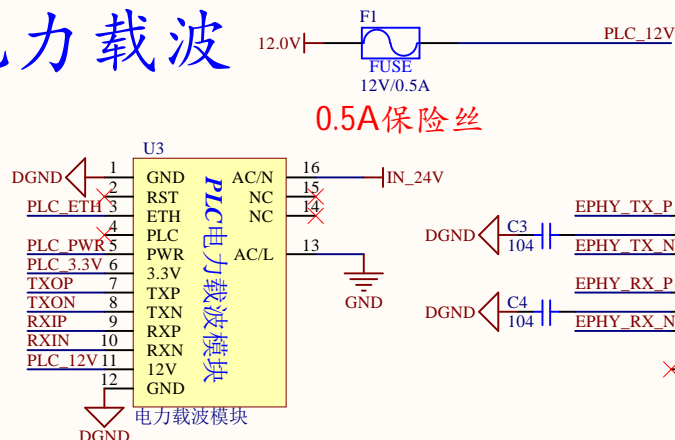 电力载波
12.0V
F1
FUSE
12V/0.5A
PLC_12V
0.5A保险丝
U3
DGND
1 GND
2 RST
PLC_ETH 3 ETH
4 PLC
PLC_PWR 5 PWR
PLC_3.3V 6 3.3V
TXOP 7 TXP
TXON 8 TXN
RXIP 9 RXP
RXIN 10 RXN
PLC_12V 11 12V
12 GND
DGND
PLC电力载波模块
AC/N 16 IN_24V
NC 15
NC 14
AC/L 13
GND
电力载波模块
EPHY_TX_P
DGND C3
104
EPHY_TX_N
EPHY_RX_P
DGND C4
104
EPHY_RX_N